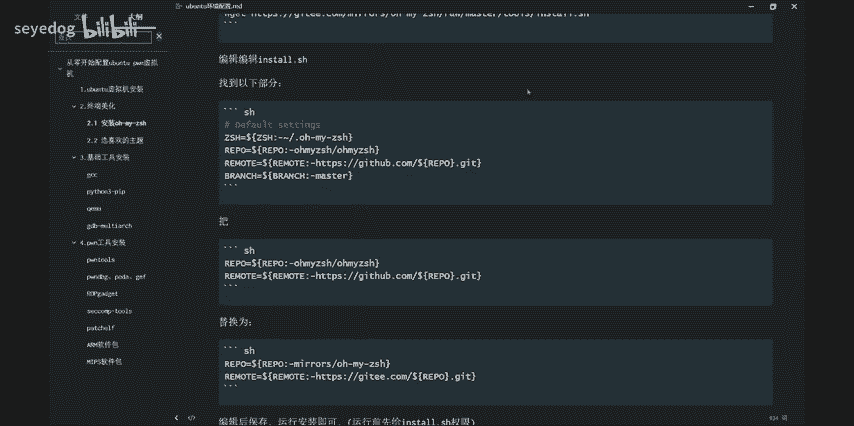 seyedog bilibili
文件 大纲
ubuntu环境配置.md
wget https://gitee.com/mirrors/oh-my-zsh/raw/master/tools/install.sh
从零开始配置ubuntu pwn虚拟机
1.ubuntu虚拟机安装
2.终端美化
2.1 安装oh-my-zsh
2.2 选喜欢的主题
3.基础工具安装
gcc
python3-pip
qemu
gdb-multiarch
4.pwn工具安装
pwntools
pwndbg, peda, gef
ROPgadget
seccomp-tools
patchelf
ARM软件包
MIPS软件包
编辑编辑install.sh
找到以下部分：
``` sh
# Default settings
ZSH=${ZSH:-~/.oh-my-zsh}
REPO=${REPO:-ohmyzsh/ohmyzsh}
REMOTE=${REMOTE:-https://github.com/${REPO}.git}
BRANCH=${BRANCH:-master}
```
把
``` sh
REPO=${REPO:-ohmyzsh/ohmyzsh}
REMOTE=${REMOTE:-https://github.com/${REPO}.git}
```
替换为：
``` sh
REPO=${REPO:-mirrors/oh-my-zsh}
REMOTE=${REMOTE:-https://gitee.com/${REPO}.git}
```
编辑后保存，运行安装即可。(运行前先给install.sh权限)